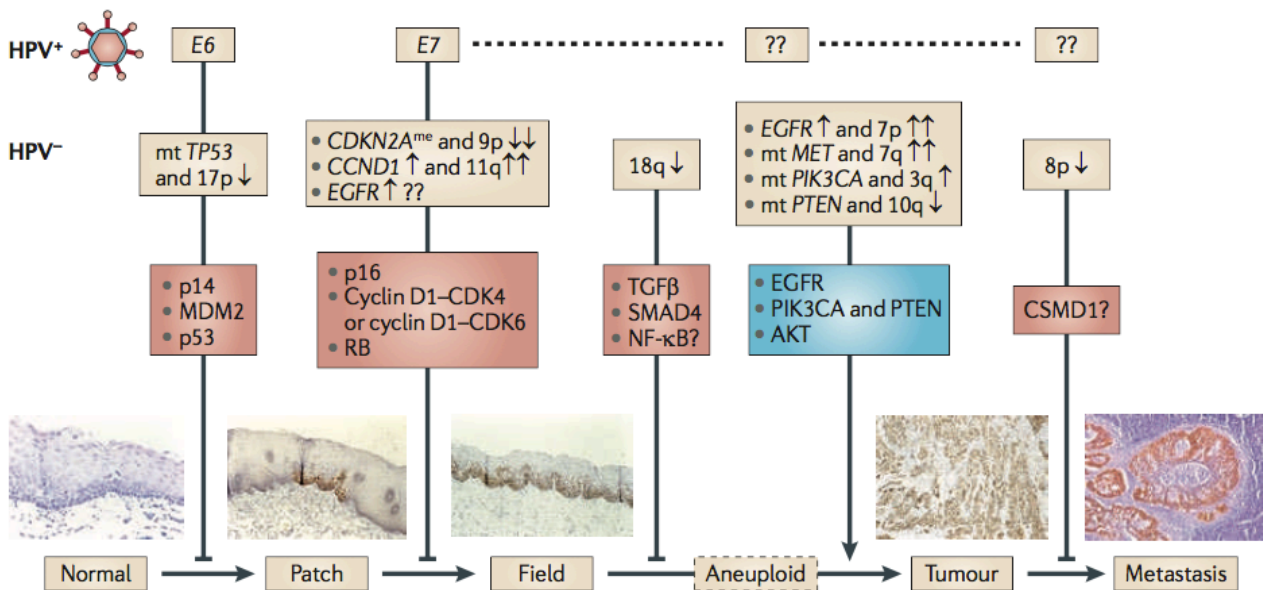 HPV⁺
E6
E7
??
??
HPV⁻
mt TP53
and 17p ↓
• CDKN2Aᵐᵉ and 9p ↓↓
• CCND1 ↑ and 11q ↑↑
• EGFR ↑ ??
18q ↓
• EGFR ↑ and 7p ↑↑
• mt MET and 7q ↑↑
• mt PIK3CA and 3q ↑
• mt PTEN and 10q ↓
8p ↓
• p14
• MDM2
• p53
• p16
• Cyclin D1–CDK4
or cyclin D1–CDK6
• RB
• TGFβ
• SMAD4
• NF-κB?
• EGFR
• PIK3CA and PTEN
• AKT
CSMD1?
Normal
Patch
Field
Aneuploid
Tumour
Metastasis